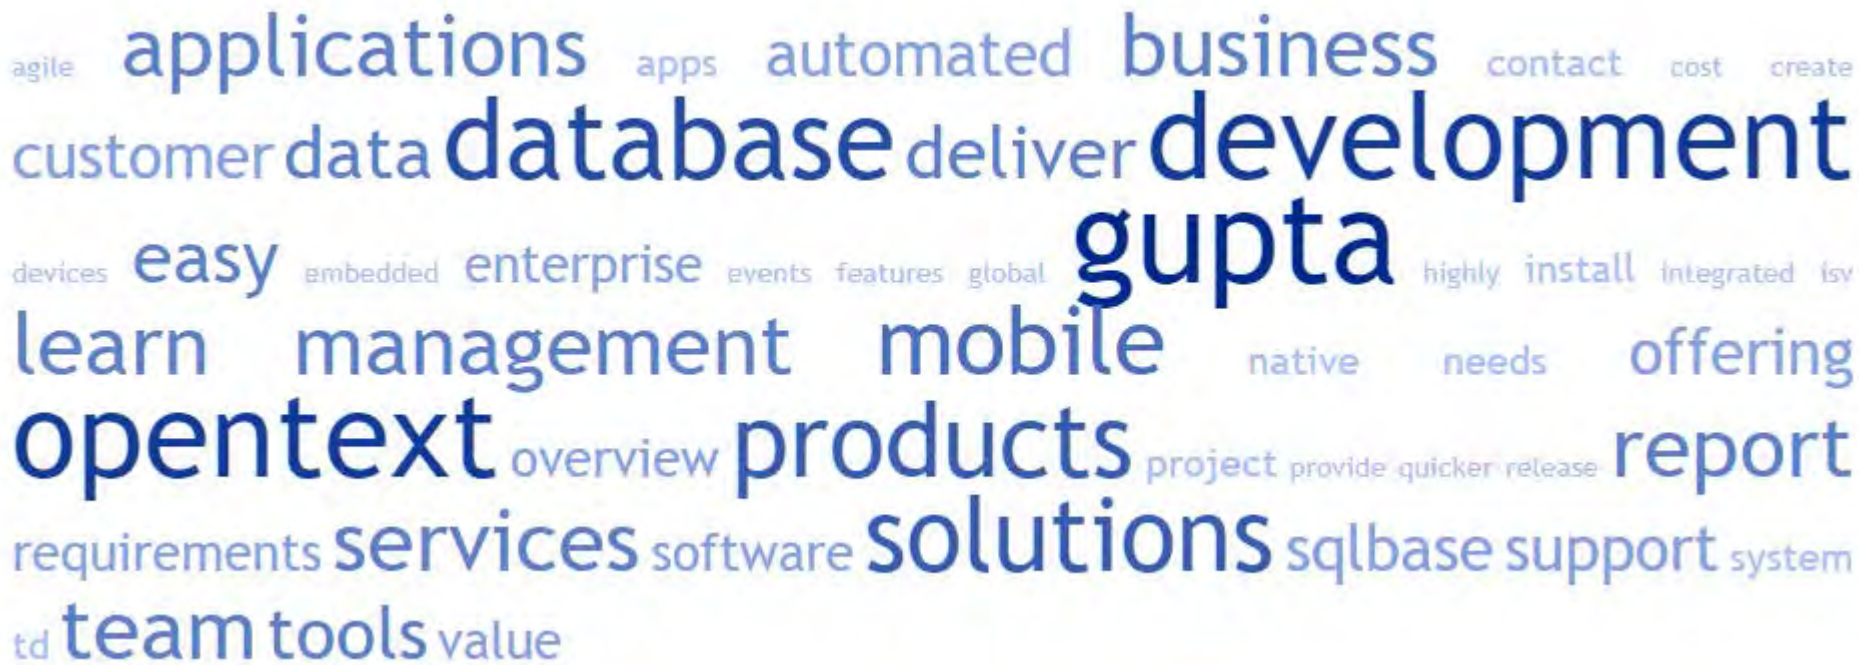 agile applications apps automated business contact cost create
customer data database deliver development
devices easy embedded enterprise events features global gupta highly install integrated isv
learn management mobile native needs offering
opentext overview products project provide quicker release report
requirements services software solutions sqlbase support system
td team tools value